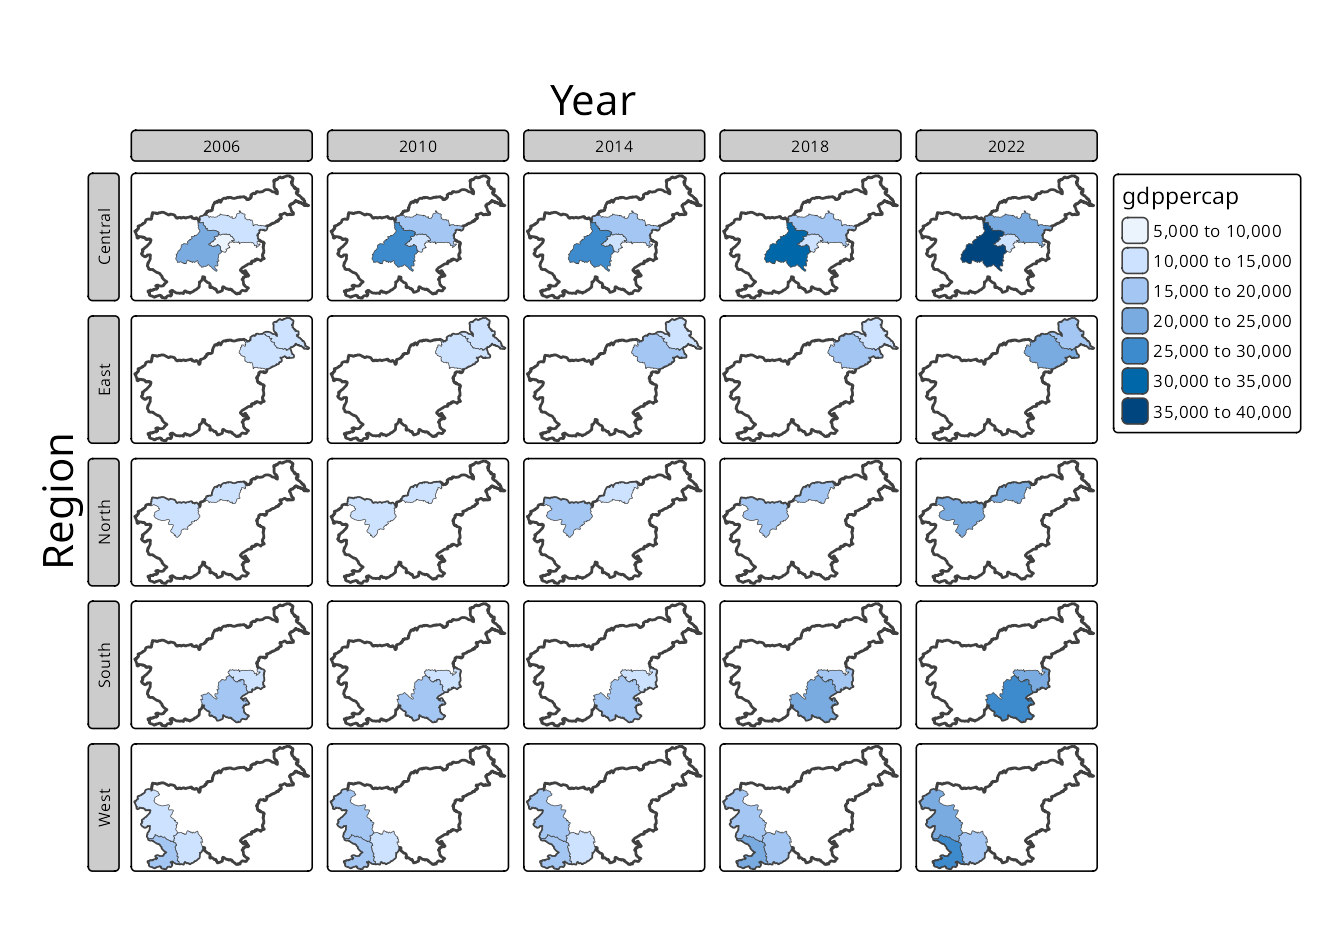 Year
2006 2010 2014 2018 2022
Region
Central
East
North
South
West
gdppercap
5,000 to 10,000
10,000 to 15,000
15,000 to 20,000
20,000 to 25,000
25,000 to 30,000
30,000 to 35,000
35,000 to 40,000